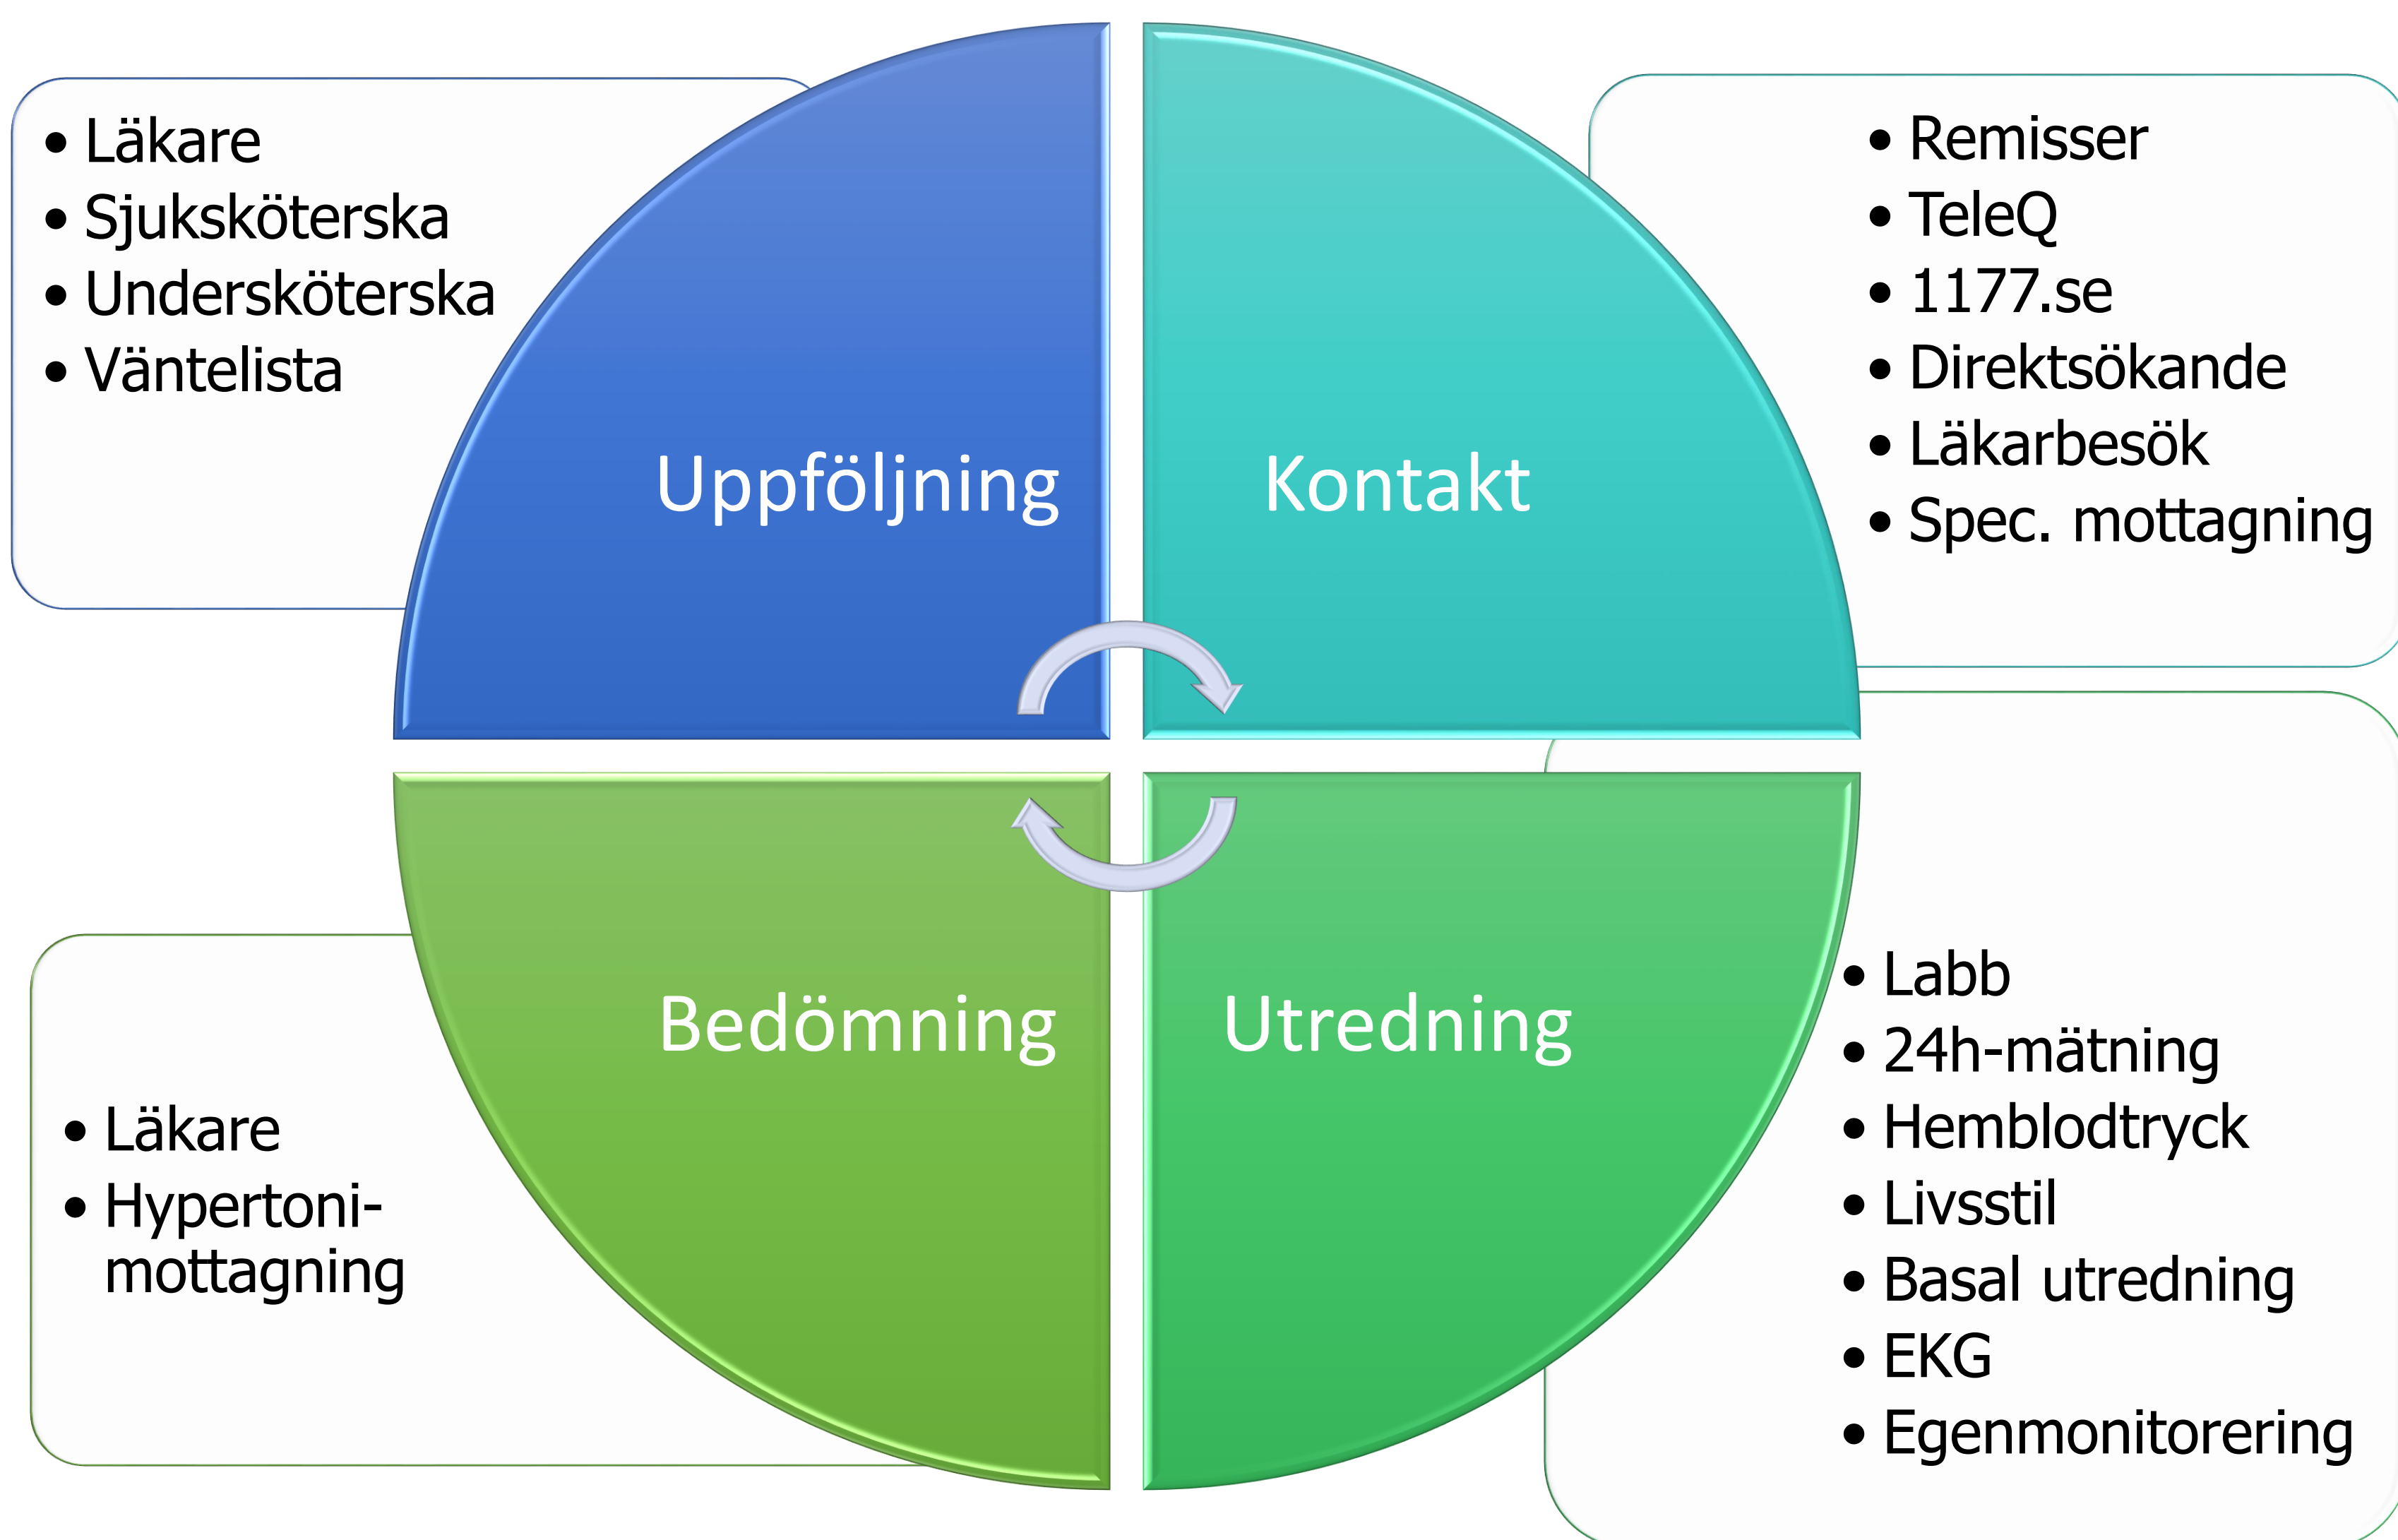 Uppföljning
• Läkare
• Sjuksköterska
• Undersköterska
• Väntelista
Kontakt
• Remisser
• TeleQ
• 1177.se
• Direktsökande
• Läkarbesök
• Spec. mottagning
Bedömning
• Läkare
• Hypertoni-
mottagning
Utredning
• Labb
• 24h-mätning
• Hemblodtryck
• Livsstil
• Basal utredning
• EKG
• Egenmonitorering